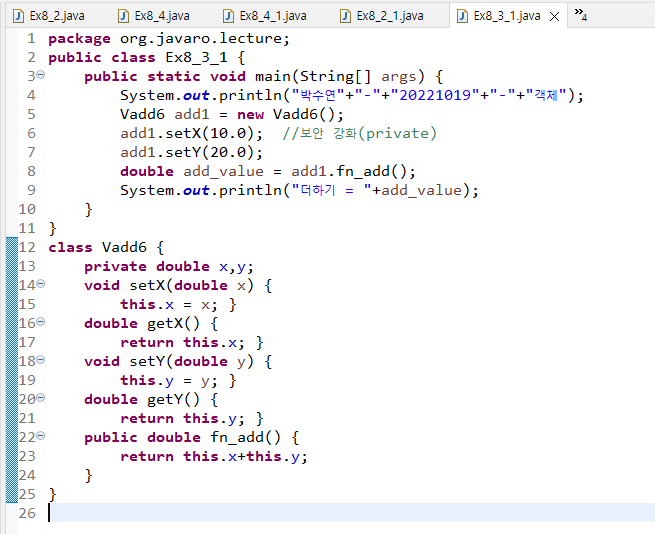 Ex8_2.java Ex8_4.java Ex8_4_1.java Ex8_2_1.java Ex8_3_1.java »4
1 package org.javaro.lecture;
2 public class Ex8_3_1 {
3 public static void main(String[] args) {
4 System.out.println("박수연"+"-"+"20221019"+"-"+"객체");
5 Vadd6 add1 = new Vadd6();
6 add1.setX(10.0); //보안 강화(private)
7 add1.setY(20.0);
8 double add_value = add1.fn_add();
9 System.out.println("더하기 = "+add_value);
10 }
11 }
12 class Vadd6 {
13 private double x,y;
14 void setX(double x) {
15 this.x = x; }
16 double getX() {
17 return this.x; }
18 void setY(double y) {
19 this.y = y; }
20 double getY() {
21 return this.y; }
22 public double fn_add() {
23 return this.x+this.y;
24 }
25 }
26